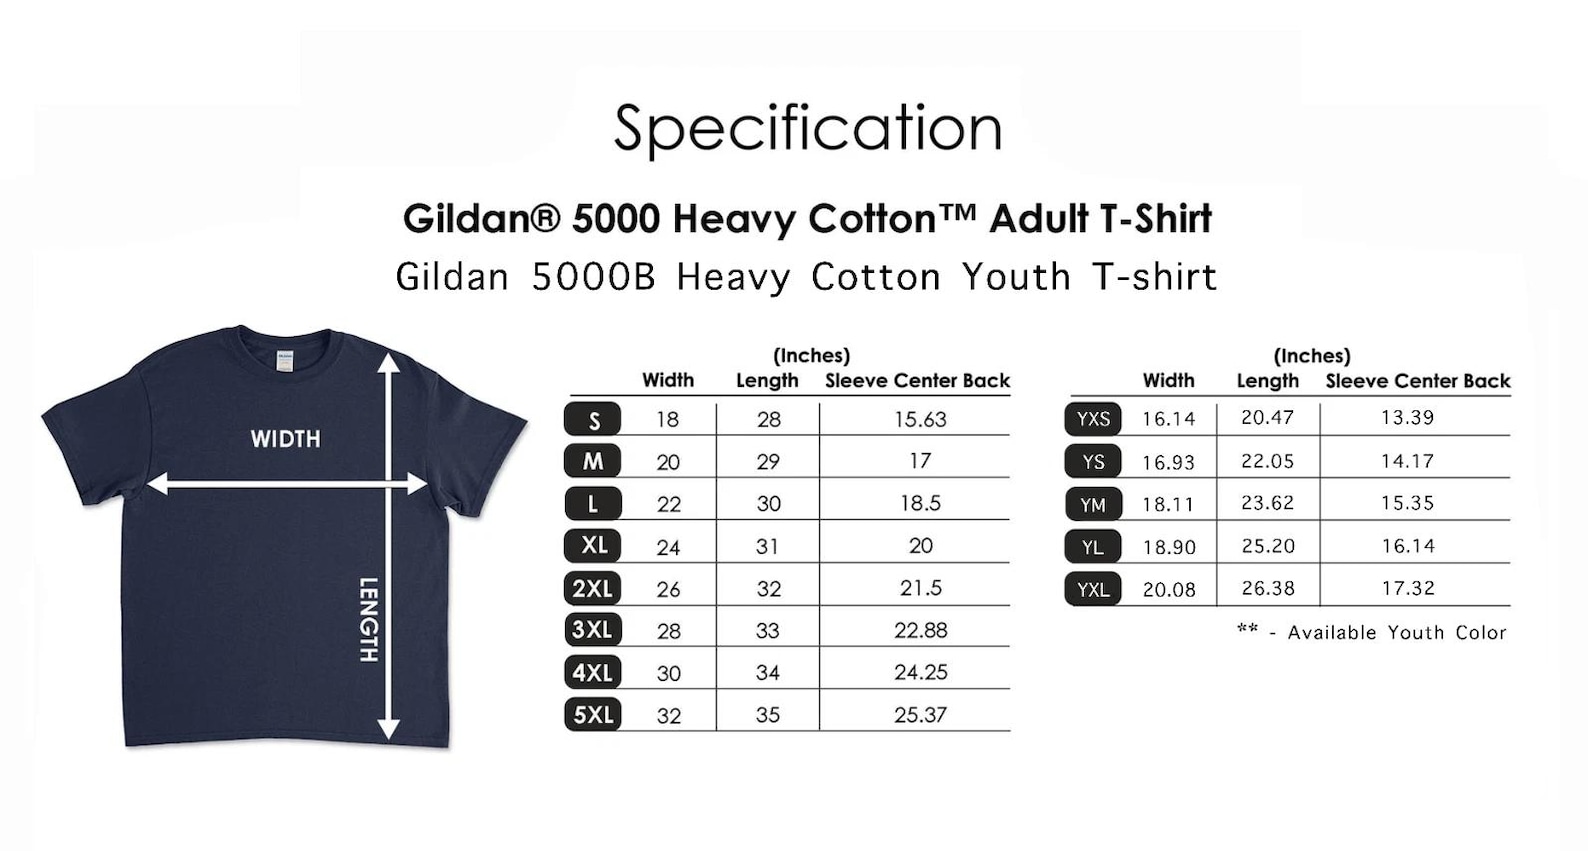 Specification
Gildan® 5000 Heavy Cotton™ Adult T-Shirt
Gildan 5000B Heavy Cotton Youth T-shirt
WIDTH
LENGTH
(Inches)
Width Length Sleeve Center Back
S 18 28 15.63
M 20 29 17
L 22 30 18.5
XL 24 31 20
2XL 26 32 21.5
3XL 28 33 22.88
4XL 30 34 24.25
5XL 32 35 25.37
(Inches)
Width Length Sleeve Center Back
YXS 16.14 20.47 13.39
YS 16.93 22.05 14.17
YM 18.11 23.62 15.35
YL 18.90 25.20 16.14
YXL 20.08 26.38 17.32
** - Available Youth Color